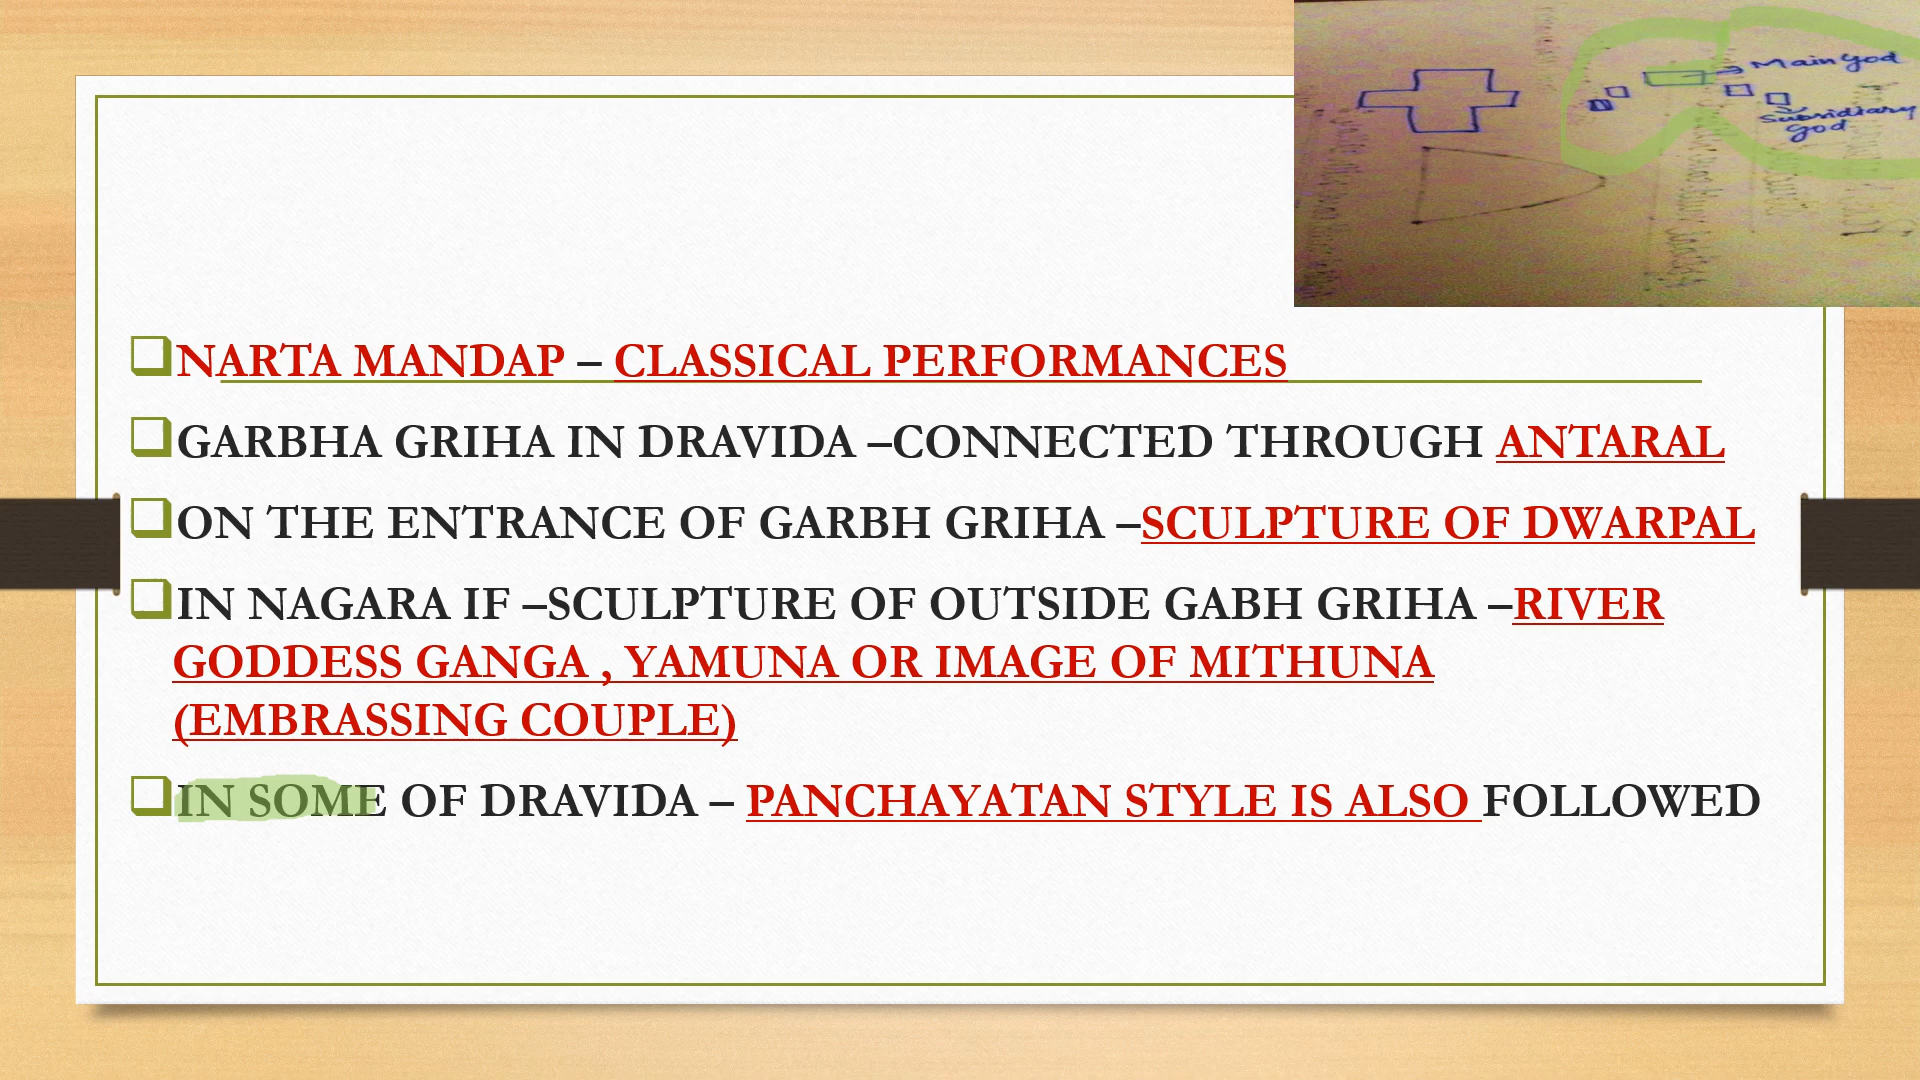 Main God
Subsidiary
God
NARTA MANDAP – CLASSICAL PERFORMANCES
GARBHA GRIHA IN DRAVIDA –CONNECTED THROUGH ANTARAL
ON THE ENTRANCE OF GARBH GRIHA –SCULPTURE OF DWARPAL
IN NAGARA IF –SCULPTURE OF OUTSIDE GABH GRIHA –RIVER
GODDESS GANGA , YAMUNA OR IMAGE OF MITHUNA
(EMBRASSING COUPLE)
IN SOME OF DRAVIDA – PANCHAYATAN STYLE IS ALSO FOLLOWED